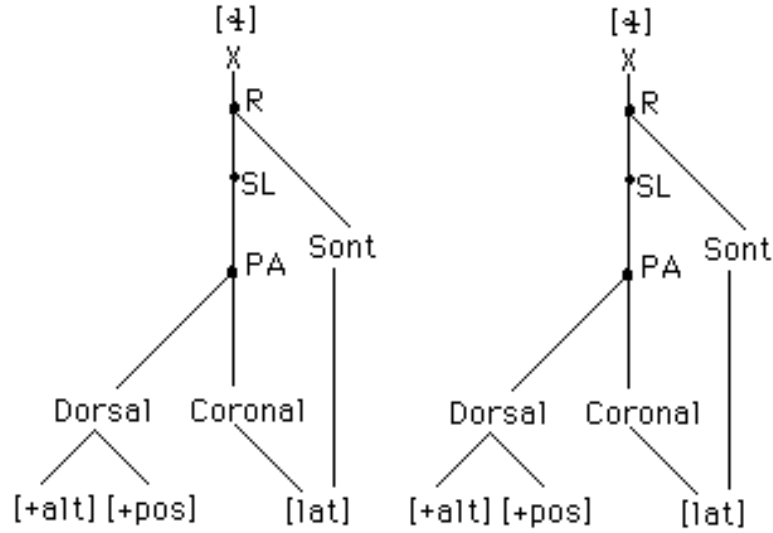 [ɫ] [ɫ]
X X
R R
SL SL
Sont Sont
PA PA
Dorsal Coronal Dorsal Coronal
[+alt] [+pos] [lat] [+alt] [+pos] [lat]